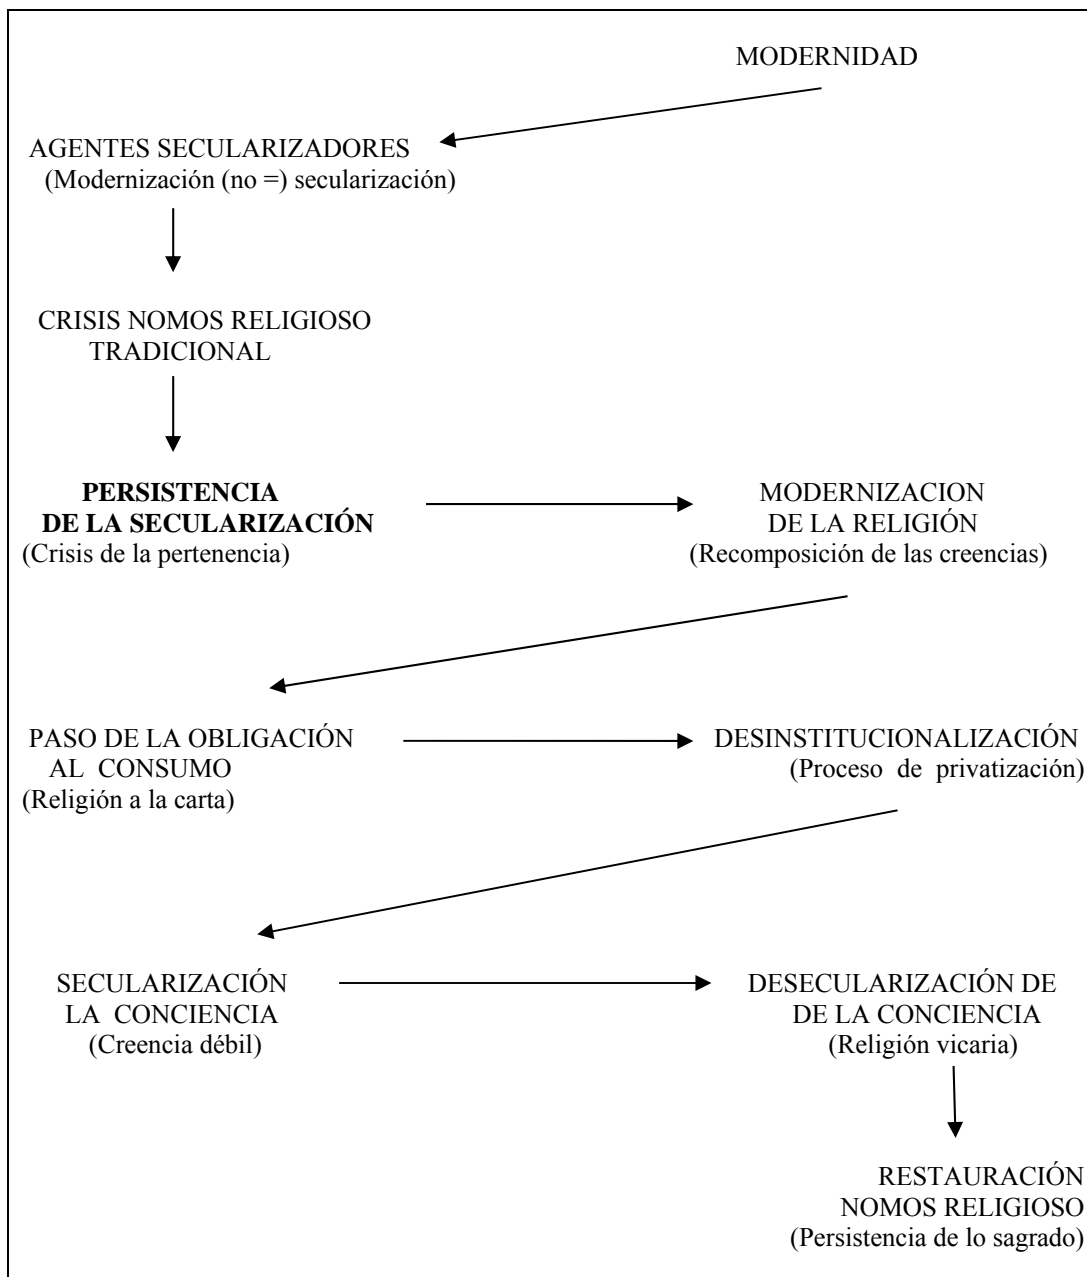 MODERNIDAD
AGENTES SECULARIZADORES
(Modernización (no =) secularización)
CRISIS NOMOS RELIGIOSO
TRADICIONAL
PERSISTENCIA
DE LA SECULARIZACIÓN
(Crisis de la pertenencia)
MODERNIZACION
DE LA RELIGIÓN
(Recomposición de las creencias)
PASO DE LA OBLIGACIÓN
AL CONSUMO
(Religión a la carta)
DESINSTITUCIONALIZACIÓN
(Proceso de privatización)
SECULARIZACIÓN
LA CONCIENCIA
(Creencia débil)
DESECULARIZACIÓN DE
DE LA CONCIENCIA
(Religión vicaria)
RESTAURACIÓN
NOMOS RELIGIOSO
(Persistencia de lo sagrado)